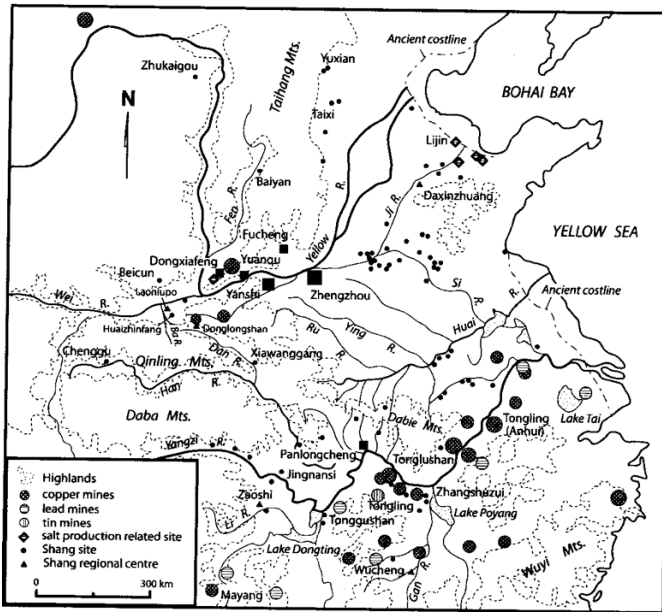 Ancient costline
Taihang Mts.
Yuxian
Zhukaigou
BOHAI BAY
N
Taixi
Lijin
R.
Baiyan
Fen R.
Daxinzhuang
Ji R.
Fucheng
Yellow
YELLOW SEA
Dongxiafeng
Yuanqu
Beicun
Si R.
Laoniupo
Yanshi
Zhengzhou
Ancient costline
Wei R.
Huai R.
Huaizhinfang
Ba R.
Donglongshan
Ying R.
Ru R.
Dan R.
Chenggu
Xiawanggang
Qinling Mts.
Han R.
Daba Mts.
Dabie Mts.
Tongling
(Anhui)
Lake Tai
Yangzi R.
Panlongcheng
Tonglushan
Jingnansi
Zhangshuzui
Zaoshi
Tangling
Lake Poyang
Tonggushan
Li R.
Lake Dongting
Wuyi Mts.
Wucheng
Gan R.
Mayang
Highlands
copper mines
lead mines
tin mines
salt production related site
Shang site
Shang regional centre
0 300 km